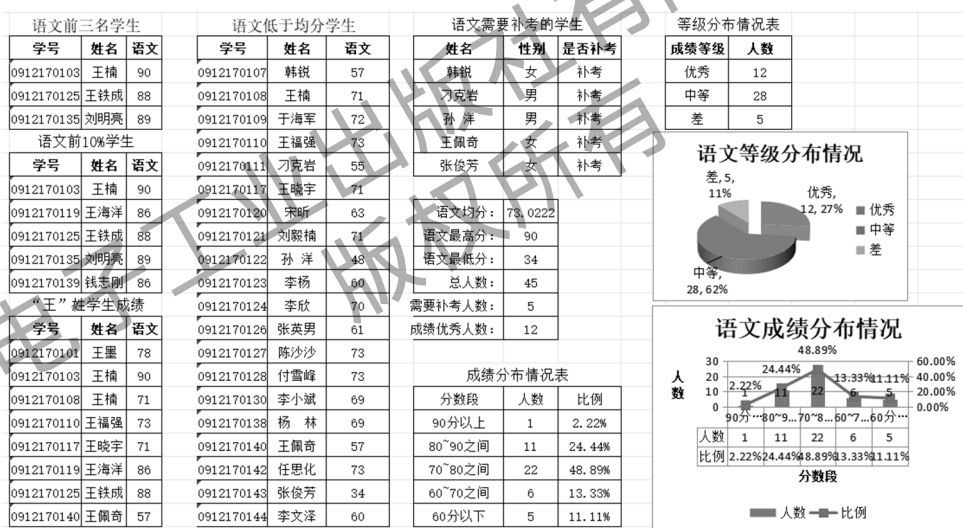 语文前三名学生
学号 姓名 语文
0912170103 王楠 90
0912170125 王铁成 88
0912170135 刘明亮 89
语文前10%学生
学号 姓名 语文
0912170103 王楠 90
0912170119 王海洋 86
0912170125 王铁成 88
0912170135 刘明亮 89
0912170139 钱志刚 86
“王”姓学生成绩
学号 姓名 语文
0912170101 王墨 78
0912170103 王楠 90
0912170108 王楠 71
0912170110 王福强 73
0912170117 王晓宇 71
0912170119 王海洋 86
0912170125 王铁成 88
0912170140 王佩奇 57
语文低于均分学生
学号 姓名 语文
0912170107 韩锐 57
0912170108 王楠 71
0912170109 于海军 72
0912170110 王福强 73
0912170111 刁克岩 55
0912170117 王晓宇 71
0912170120 宋昕 63
0912170121 刘毅楠 71
0912170122 孙 洋 48
0912170123 李杨 60
0912170124 李欣 70
0912170126 张英男 61
0912170127 陈沙沙 73
0912170128 付雪峰 73
0912170130 李小斌 69
0912170138 杨 林 69
0912170140 王佩奇 57
0912170142 任思化 73
0912170143 张俊芳 34
0912170144 李文泽 60
语文需要补考的学生
姓名 性别 是否补考
韩锐 女 补考
刁克岩 男 补考
孙 洋 男 补考
王佩奇 女 补考
张俊芳 女 补考
语文均分： 73.0222
语文最高分： 90
语文最低分： 34
总人数： 45
需要补考人数： 5
成绩优秀人数： 12
成绩分布情况表
分数段 人数 比例
90分以上 1 2.22%
80~90之间 11 24.44%
70~80之间 22 48.89%
60~70之间 6 13.33%
60分以下 5 11.11%
等级分布情况表
成绩等级 人数
优秀 12
中等 28
差 5
语文等级分布情况
差, 5,
11%
优秀,
12, 27%
中等,
28, 62%
优秀
中等
差
语文成绩分布情况
人数
30
20
10
0
60.00%
40.00%
20.00%
0.00%
2.22% 24.44% 48.89% 13.33% 11.11%
1 11 22 6 5
90分… 80~9… 70~8… 60~7… 60分…
人数 1 11 22 6 5
比例 2.22% 24.44% 48.89% 13.33% 11.11%
分数段
人数 比例
电子工业出版社有
版权所有